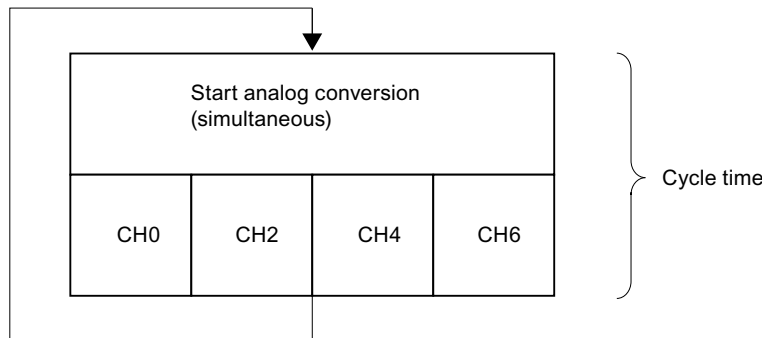 Start analog conversion
(simultaneous)
Cycle time
CH0
CH2
CH4
CH6